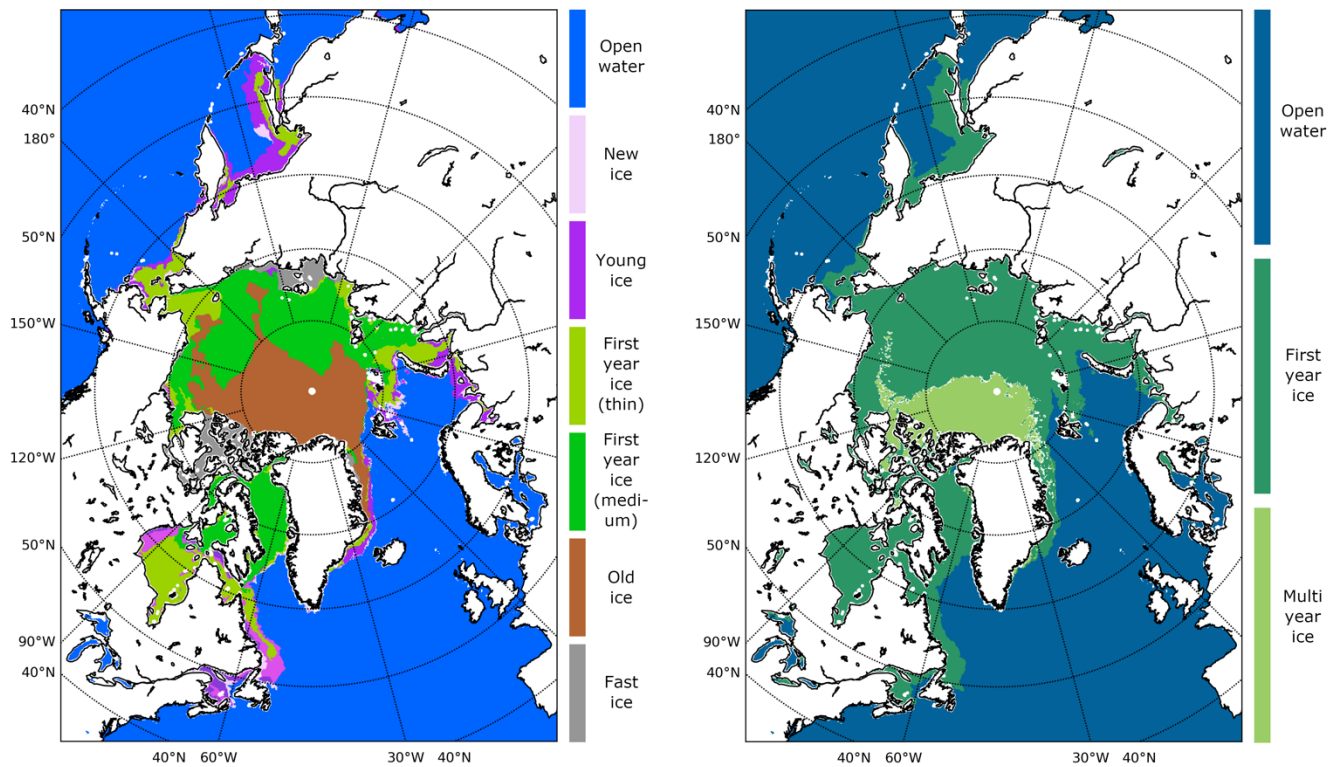 40°N
180°
50°N
150°W
120°W
50°N
90°W
40°N
40°N 60°W
30°W 40°N
Open
water
New
ice
Young
ice
First
year
ice
(thin)
First
year
ice
(medi-
um)
Old
ice
Fast
ice
40°N
180°
50°N
150°W
120°W
50°N
90°W
40°N
40°N 60°W
30°W 40°N
Open
water
First
year
ice
Multi
year
ice